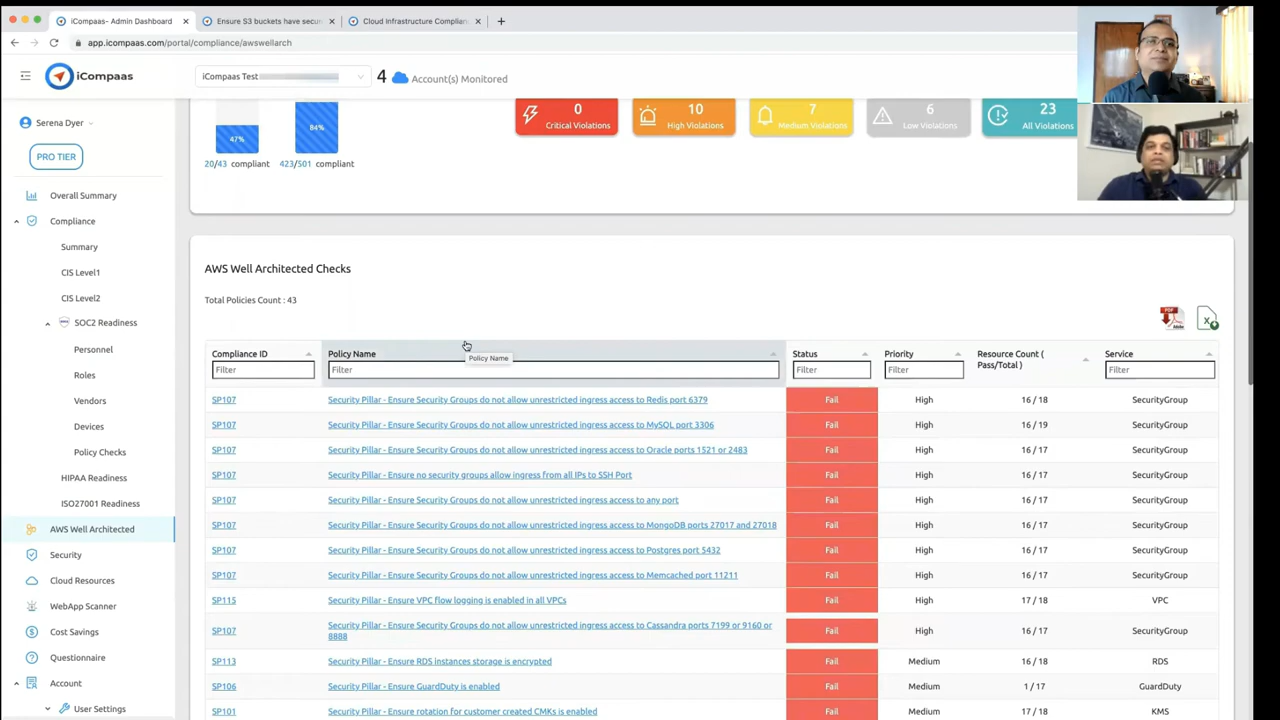 iCompaas- Admin Dashboard
Ensure S3 buckets have secur
Cloud Infrastructure Complian
app.icompaas.com/portal/compliance/awswellarch
iCompaas
iCompaas Test
4 Account(s) Monitored
Serena Dyer
PRO TIER
Overall Summary
Compliance
Summary
CIS Level1
CIS Level2
SOC2 Readiness
Personnel
Roles
Vendors
Devices
Policy Checks
HIPAA Readiness
ISO27001 Readiness
AWS Well Architected
Security
Cloud Resources
WebApp Scanner
Cost Savings
Questionnaire
Account
User Settings
47%
84%
20/43 compliant
423/501 compliant
0
Critical Violations
10
High Violations
7
Medium Violations
6
Low Violations
23
All Violations
AWS Well Architected Checks
Total Policies Count : 43
Compliance ID Policy Name Status Priority Resource Count ( Pass/Total ) Service
Filter Filter Filter Filter Filter
Policy Name
SP107 Security Pillar - Ensure Security Groups do not allow unrestricted ingress access to Redis port 6379 Fail High 16 / 18 SecurityGroup
SP107 Security Pillar - Ensure Security Groups do not allow unrestricted ingress access to MySQL port 3306 Fail High 16 / 19 SecurityGroup
SP107 Security Pillar - Ensure Security Groups do not allow unrestricted ingress access to Oracle ports 1521 or 2483 Fail High 16 / 17 SecurityGroup
SP107 Security Pillar - Ensure no security groups allow ingress from all IPs to SSH Port Fail High 16 / 17 SecurityGroup
SP107 Security Pillar - Ensure Security Groups do not allow unrestricted ingress access to any port Fail High 16 / 17 SecurityGroup
SP107 Security Pillar - Ensure Security Groups do not allow unrestricted ingress access to MongoDB ports 27017 and 27018 Fail High 16 / 17 SecurityGroup
SP107 Security Pillar - Ensure Security Groups do not allow unrestricted ingress access to Postgres port 5432 Fail High 16 / 17 SecurityGroup
SP107 Security Pillar - Ensure Security Groups do not allow unrestricted ingress access to Memcached port 11211 Fail High 16 / 17 SecurityGroup
SP115 Security Pillar - Ensure VPC flow logging is enabled in all VPCs Fail High 17 / 18 VPC
SP107 Security Pillar - Ensure Security Groups do not allow unrestricted ingress access to Cassandra ports 7199 or 9160 or 8888 Fail High 16 / 17 SecurityGroup
SP113 Security Pillar - Ensure RDS instances storage is encrypted Fail Medium 16 / 18 RDS
SP106 Security Pillar - Ensure GuardDuty is enabled Fail Medium 1 / 17 GuardDuty
SP101 Security Pillar - Ensure rotation for customer created CMKs is enabled Fail Medium 17 / 18 KMS